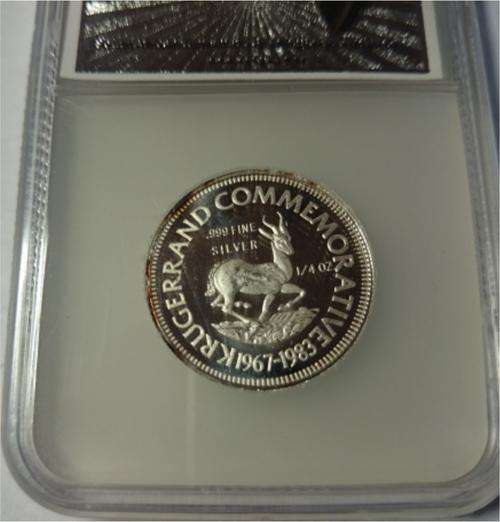 KRUGERRAND COMMEMORATIVE
1967-1983
.999 FINE
SILVER
1/4 OZ